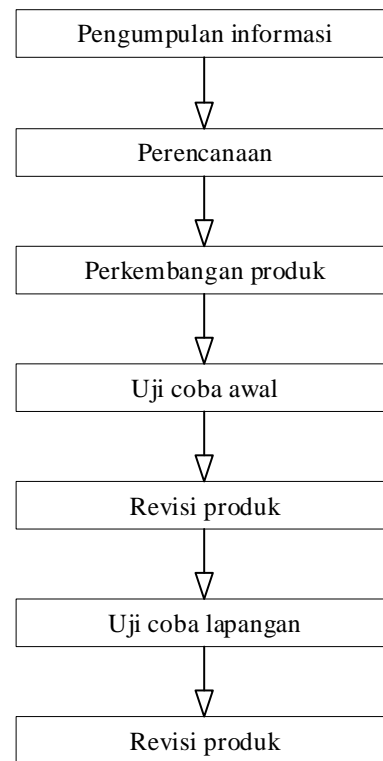 Pengumpulan informasi
Perencanaan
Perkembangan produk
Uji coba awal
Revisi produk
Uji coba lapangan
Revisi produk